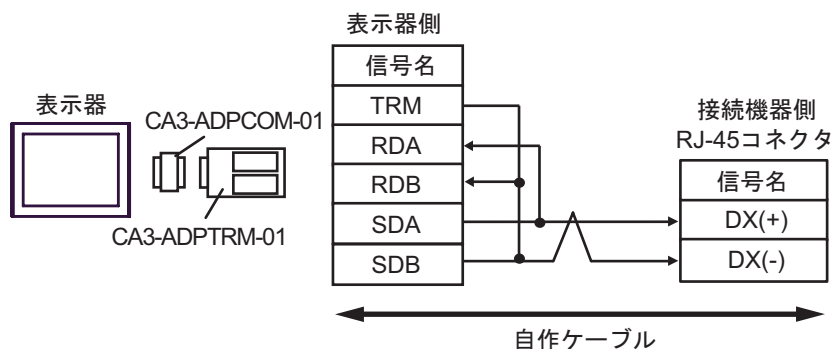 表示器側
信号名
TRM
RDA
RDB
SDA
SDB
表示器
CA3-ADPCOM-01
CA3-ADPTRM-01
接続機器側
RJ-45コネクタ
信号名
DX(+)
DX(-)
自作ケーブル